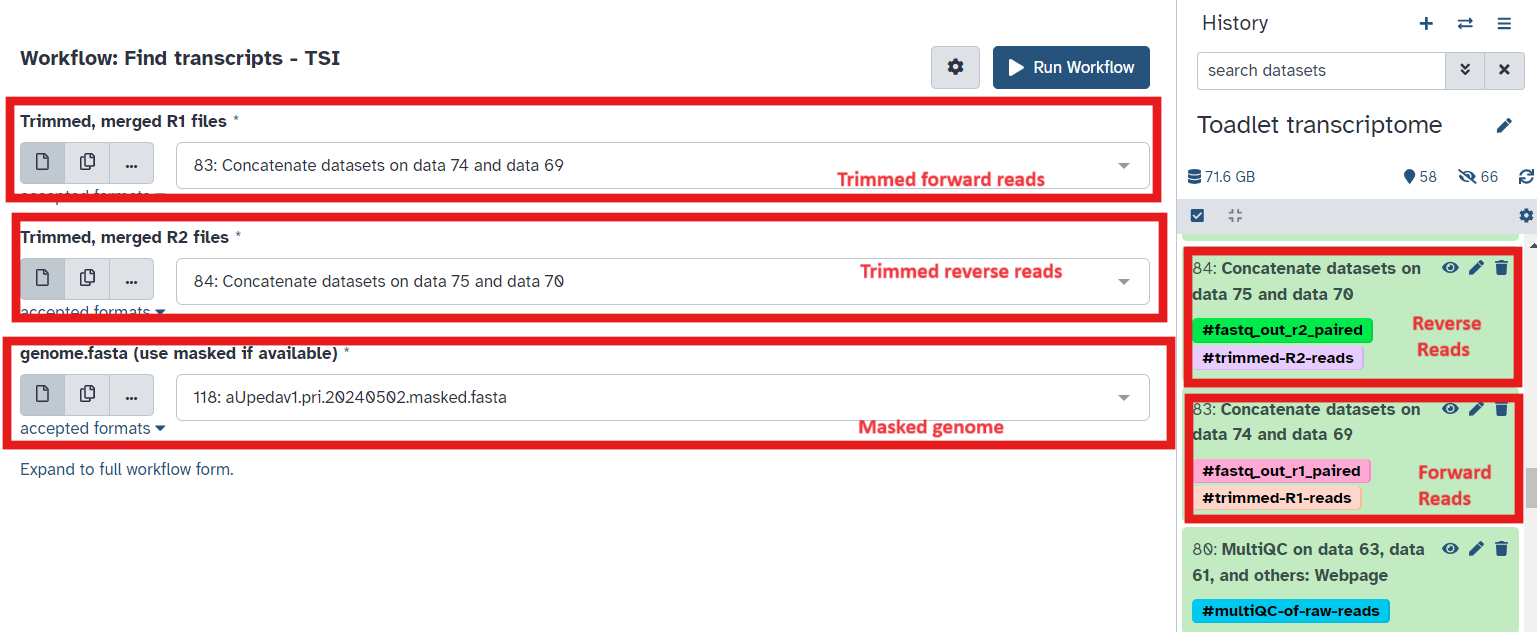 Workflow: Find transcripts - TSI
Run Workflow
Trimmed, merged R1 files *
...
83: Concatenate datasets on data 74 and data 69
Trimmed forward reads
accepted formats
Trimmed, merged R2 files *
...
84: Concatenate datasets on data 75 and data 70
Trimmed reverse reads
accepted formats
genome.fasta (use masked if available) *
...
118: aUpedav1.pri.20240502.masked.fasta
Masked genome
accepted formats
Expand to full workflow form.
History
search datasets
Toadlet transcriptome
71.6 GB
58
66
84: Concatenate datasets on
data 75 and data 70
#fastq_out_r2_paired
#trimmed-R2-reads
Reverse
Reads
83: Concatenate datasets on
data 74 and data 69
#fastq_out_r1_paired
#trimmed-R1-reads
Forward
Reads
80: MultiQC on data 63, data
61, and others: Webpage
#multiQC-of-raw-reads